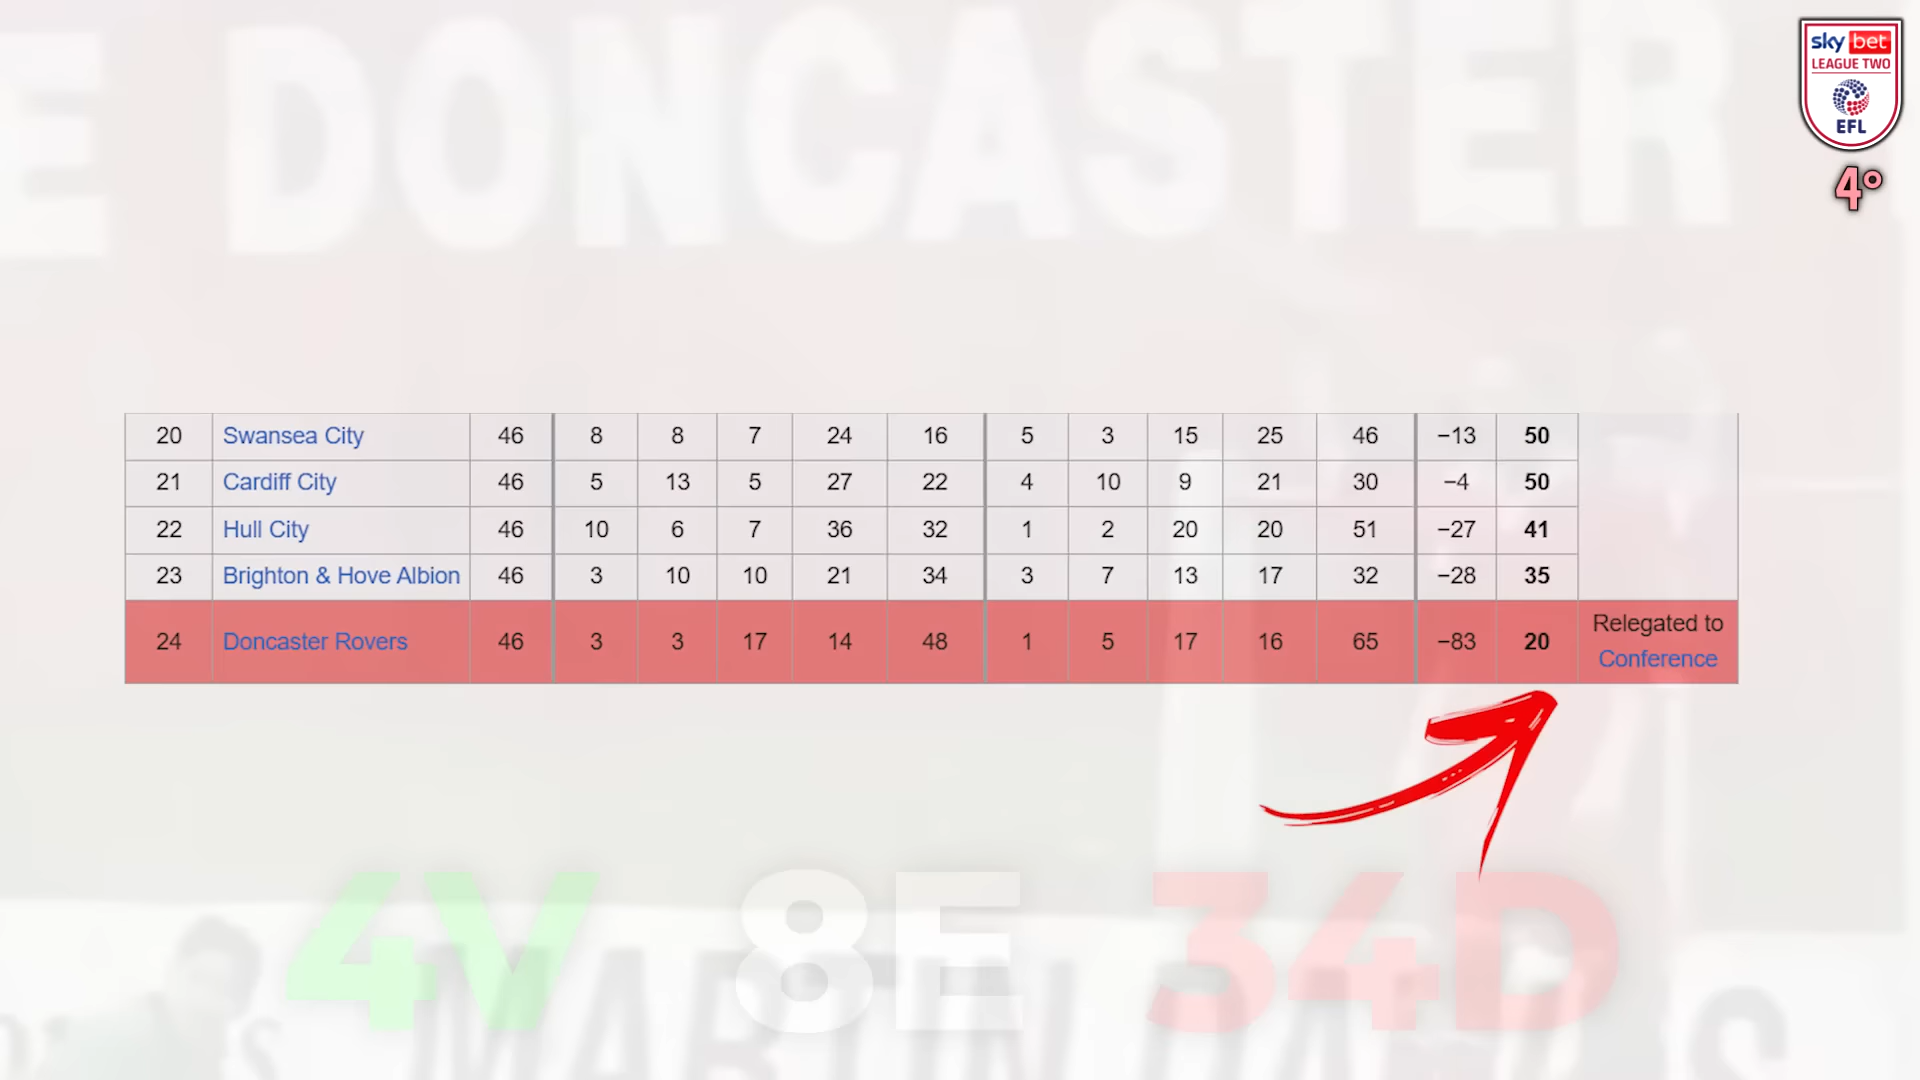 E DONCASTER
sky bet
LEAGUE TWO
EFL
4º
20 Swansea City 46 8 8 7 24 16 5 3 15 25 46 −13 50
21 Cardiff City 46 5 13 5 27 22 4 10 9 21 30 −4 50
22 Hull City 46 10 6 7 36 32 1 2 20 20 51 −27 41
23 Brighton & Hove Albion 46 3 10 10 21 34 3 7 13 17 32 −28 35
24 Doncaster Rovers 46 3 3 17 14 48 1 5 17 16 65 −83 20 Relegated to
Conference
4V 8E 34D
MARTIN